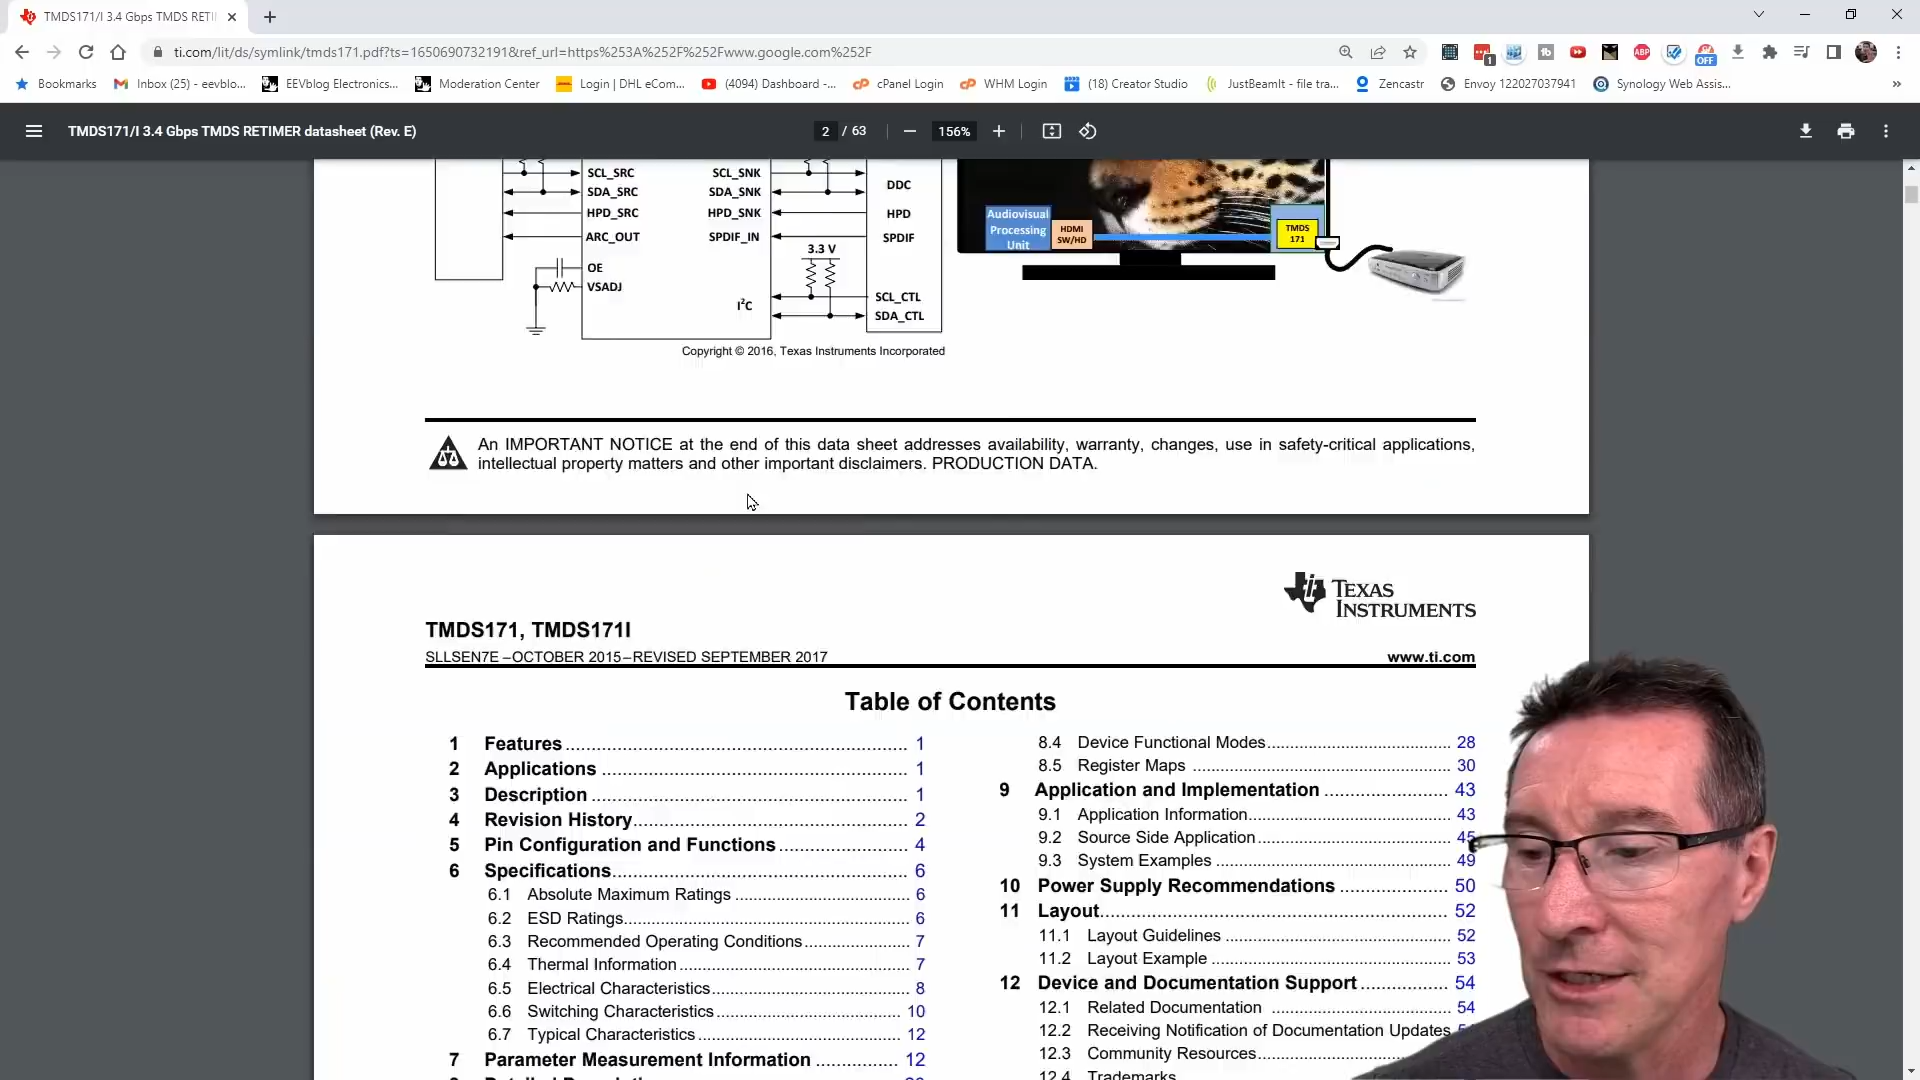 TMDS171/I 3.4 Gbps TMDS RETI
ti.com/lit/ds/symlink/tmds171.pdf?ts=1650690732191&ref_url=https%253A%252F%252Fwww.google.com%252F
1
ABP
OFF
Bookmarks
Inbox (25) - eevblo...
EEVblog Electronics...
Moderation Center
Login | DHL eCom...
(4094) Dashboard -...
cPanel Login
WHM Login
(18) Creator Studio
JustBeamIt - file tra...
Zencastr
Envoy 122027037941
Synology Web Assis...
»
TMDS171/I 3.4 Gbps TMDS RETIMER datasheet (Rev. E)
2 / 63
156%
SCL_SRC
SCL_SNK
SDA_SRC
SDA_SNK
DDC
HPD_SRC
HPD_SNK
HPD
ARC_OUT
SPDIF_IN
SPDIF
3.3 V
OE
VSADJ
I²C
SCL_CTL
SDA_CTL
Audiovisual
Processing
Unit
HDMI
SW/HD
TMDS
171
Copyright © 2016, Texas Instruments Incorporated
An IMPORTANT NOTICE at the end of this data sheet addresses availability, warranty, changes, use in safety-critical applications,
intellectual property matters and other important disclaimers. PRODUCTION DATA.
TEXAS
INSTRUMENTS
TMDS171, TMDS171I
SLLSEN7E –OCTOBER 2015–REVISED SEPTEMBER 2017
www.ti.com
Table of Contents
1 Features 1
2 Applications 1
3 Description 1
4 Revision History 2
5 Pin Configuration and Functions 4
6 Specifications 6
6.1 Absolute Maximum Ratings 6
6.2 ESD Ratings 6
6.3 Recommended Operating Conditions 7
6.4 Thermal Information 7
6.5 Electrical Characteristics 8
6.6 Switching Characteristics 10
6.7 Typical Characteristics 12
7 Parameter Measurement Information 12
8.4 Device Functional Modes 28
8.5 Register Maps 30
9 Application and Implementation 43
9.1 Application Information 43
9.2 Source Side Application 45
9.3 System Examples 49
10 Power Supply Recommendations 50
11 Layout 52
11.1 Layout Guidelines 52
11.2 Layout Example 53
12 Device and Documentation Support 54
12.1 Related Documentation 54
12.2 Receiving Notification of Documentation Updates
12.3 Community Resources
12.4 Trademarks